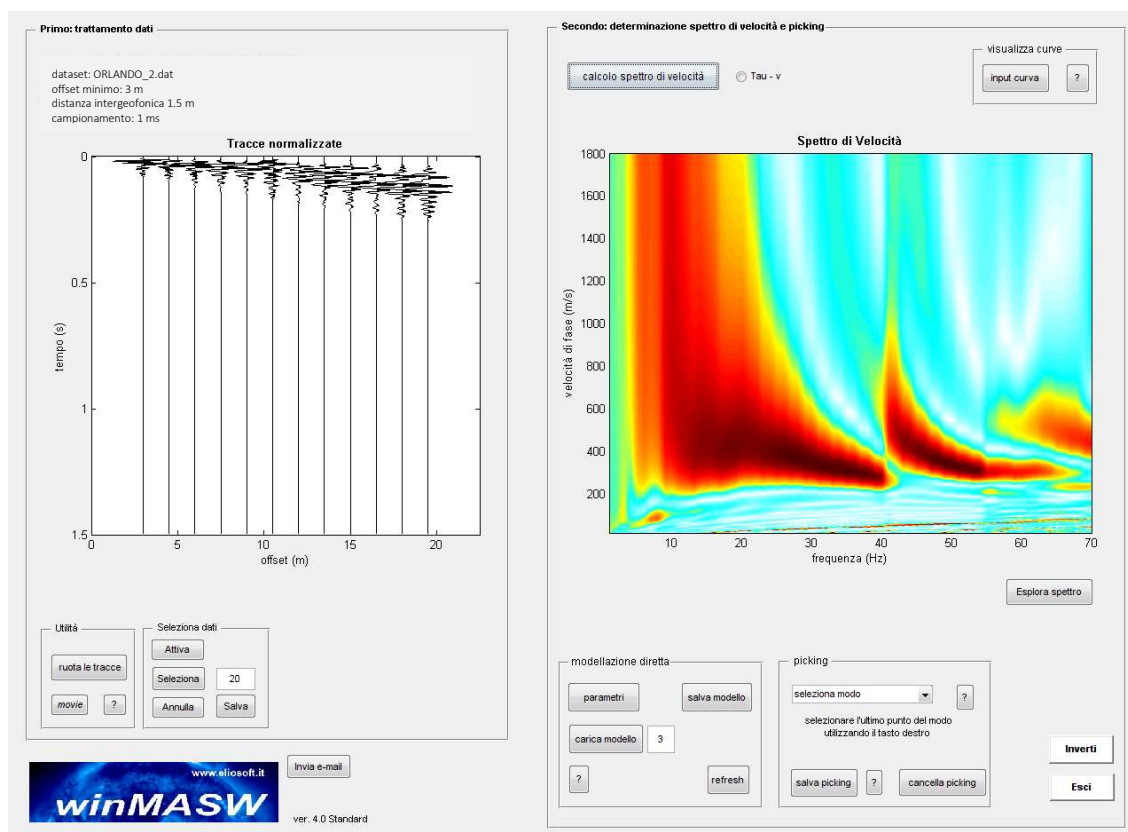 Primo: trattamento dati
dataset: ORLANDO_2.dat
offset minimo: 3 m
distanza intergeofonica 1.5 m
campionamento: 1 ms
Tracce normalizzate
0
0.5
1
1.5
tempo (s)
0 5 10 15 20
offset (m)
Utilità
ruota le tracce
movie ?
Seleziona dati
Attiva
Seleziona 20
Annulla Salva
www.eliosoft.it
winMASW
Invia e-mail
ver. 4.0 Standard
Secondo: determinazione spettro di velocità e picking
calcolo spettro di velocità Tau - v
visualizza curve
input curva ?
Spettro di Velocità
1800
1600
1400
1200
1000
800
600
400
200
velocità di fase (m/s)
10 20 30 40 50 60 70
frequenza (Hz)
Esplora spettro
modellazione diretta
parametri salva modello
carica modello 3
? refresh
picking
seleziona modo ?
selezionare l'ultimo punto del modo
utilizzando il tasto destro
salva picking ? cancella picking
Inverti
Esci